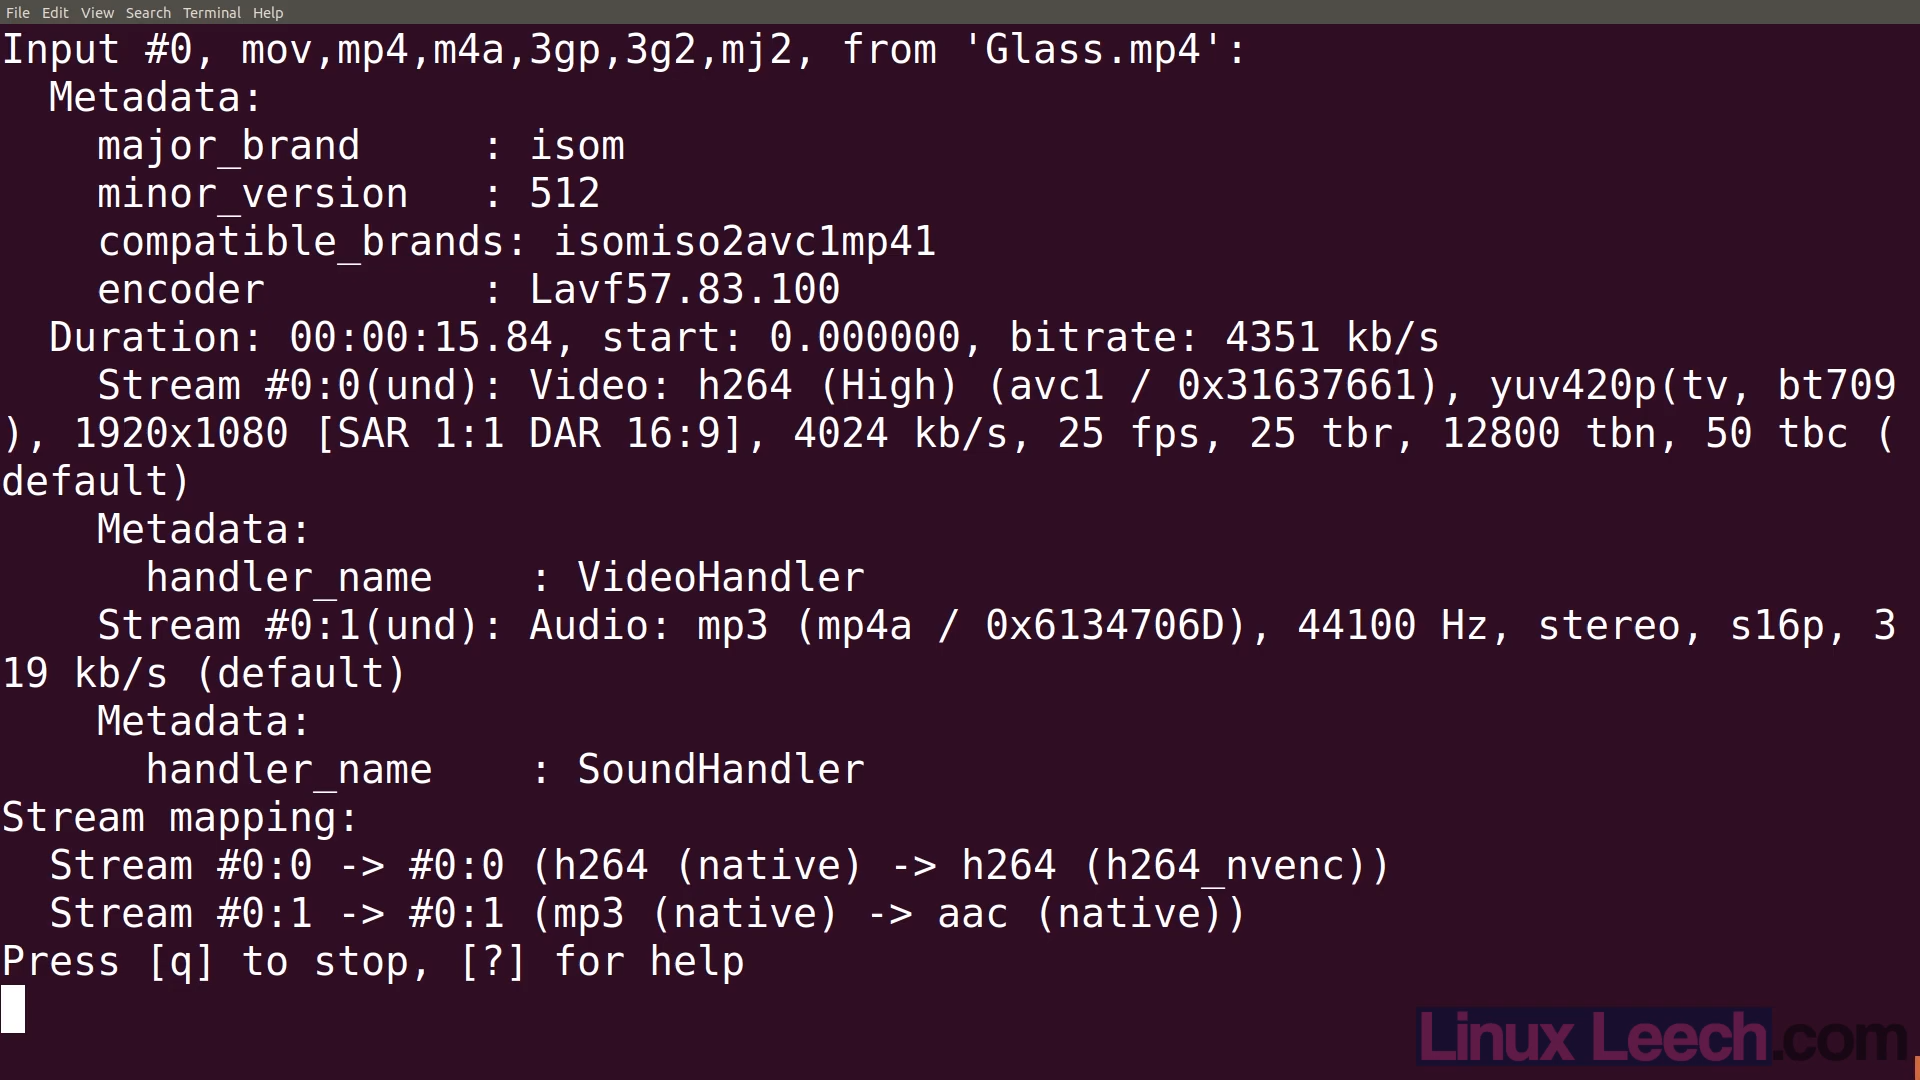 File Edit View Search Terminal Help
Input #0, mov,mp4,m4a,3gp,3g2,mj2, from 'Glass.mp4':
  Metadata:
    major_brand     : isom
    minor_version   : 512
    compatible_brands: isomiso2avc1mp41
    encoder         : Lavf57.83.100
  Duration: 00:00:15.84, start: 0.000000, bitrate: 4351 kb/s
    Stream #0:0(und): Video: h264 (High) (avc1 / 0x31637661), yuv420p(tv, bt709
), 1920x1080 [SAR 1:1 DAR 16:9], 4024 kb/s, 25 fps, 25 tbr, 12800 tbn, 50 tbc (
default)
    Metadata:
      handler_name    : VideoHandler
    Stream #0:1(und): Audio: mp3 (mp4a / 0x6134706D), 44100 Hz, stereo, s16p, 3
19 kb/s (default)
    Metadata:
      handler_name    : SoundHandler
Stream mapping:
  Stream #0:0 -> #0:0 (h264 (native) -> h264 (h264_nvenc))
  Stream #0:1 -> #0:1 (mp3 (native) -> aac (native))
Press [q] to stop, [?] for help
Linux Leech.com